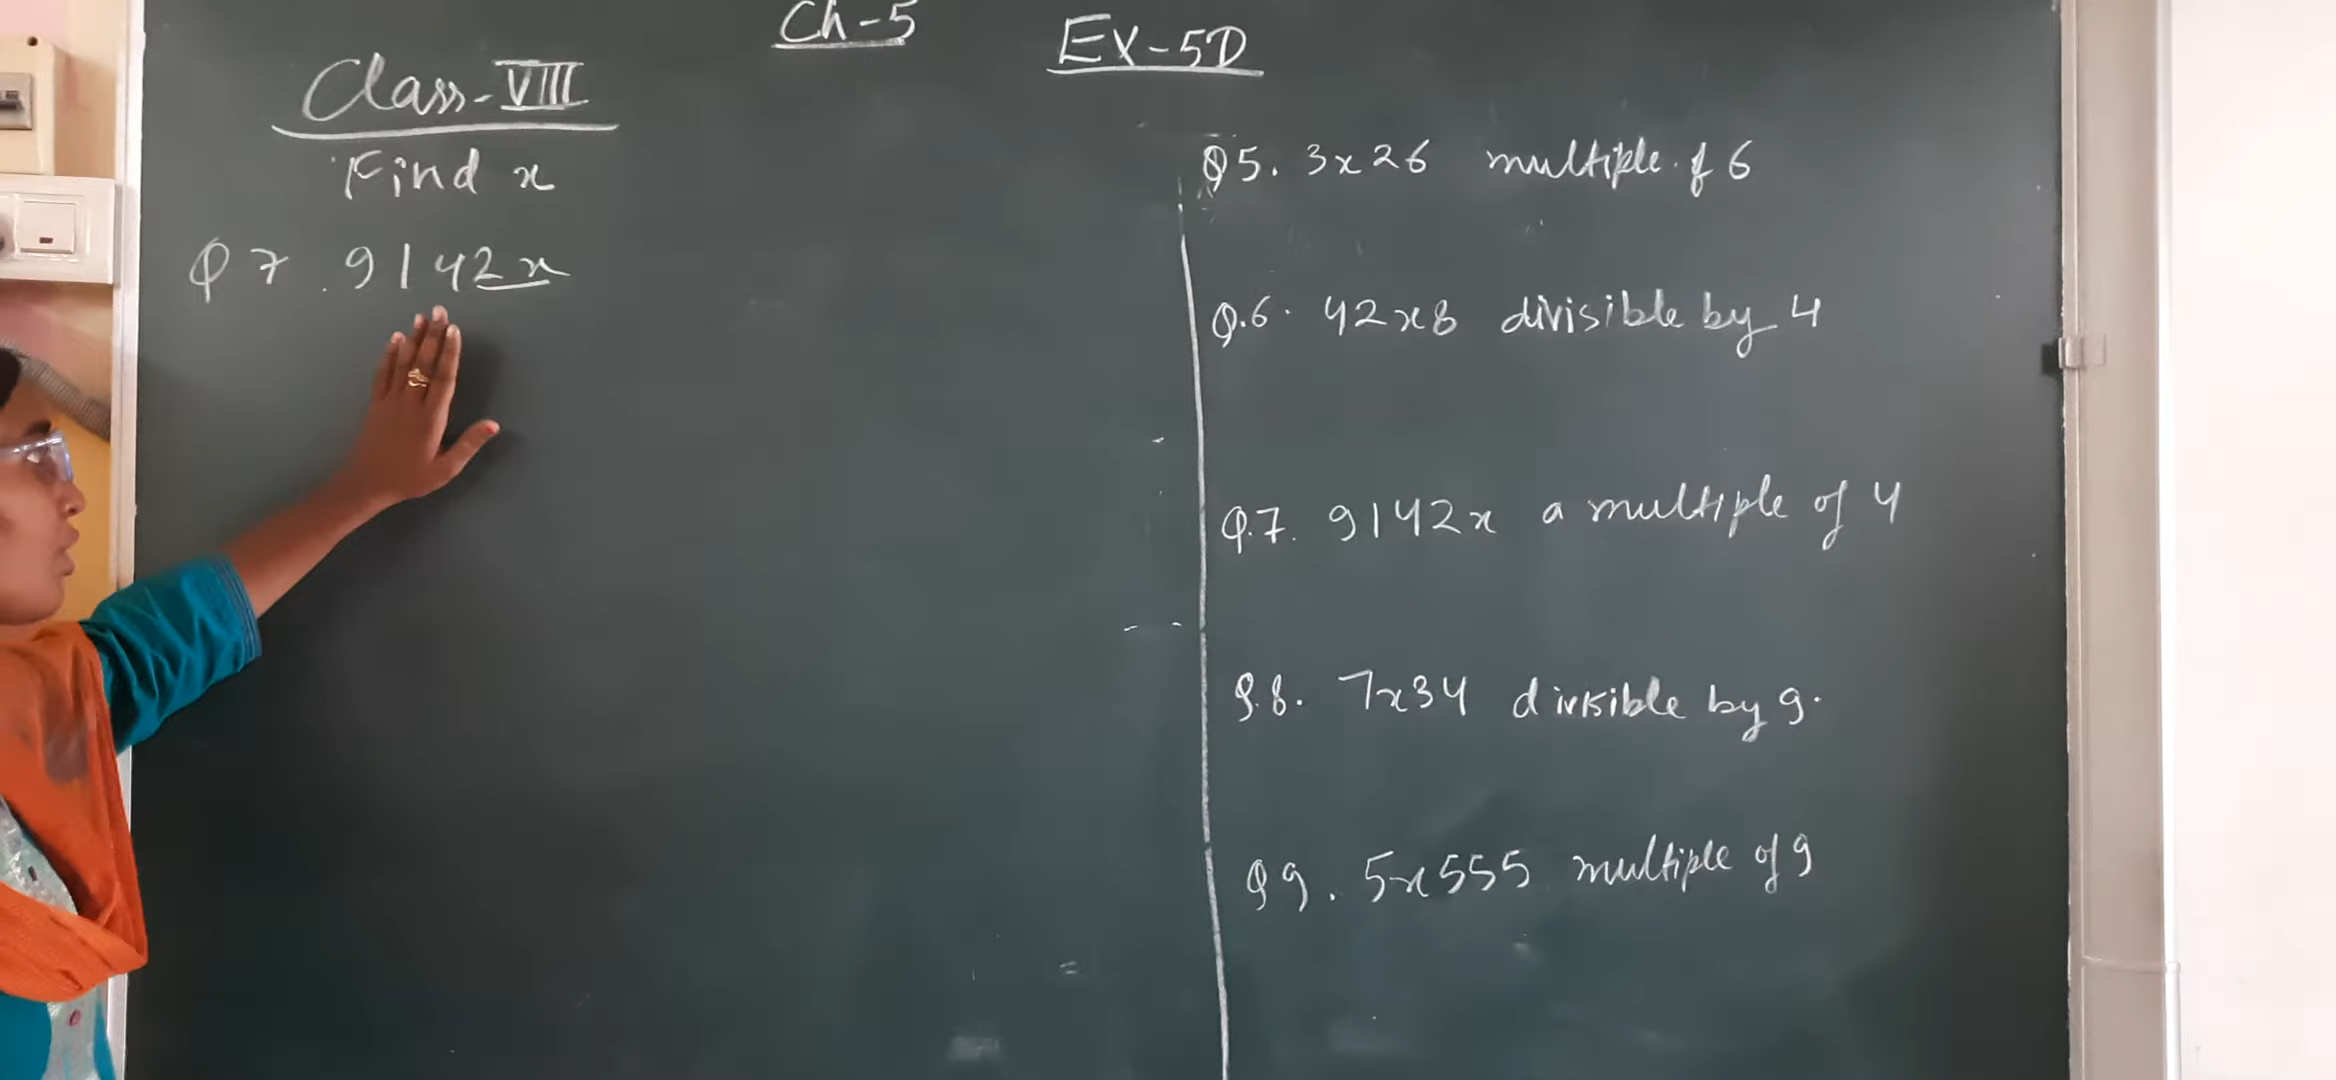 Ch-5
Ex-5D
Class-VIII
Find x
Q7. 9142x
Q5. 3x26 multiple of 6
Q.6. 42x8 divisible by 4
Q.7. 9142x a multiple of 4
Q.8. 7x34 divisible by 9.
Q9. 5x555 multiple of 9